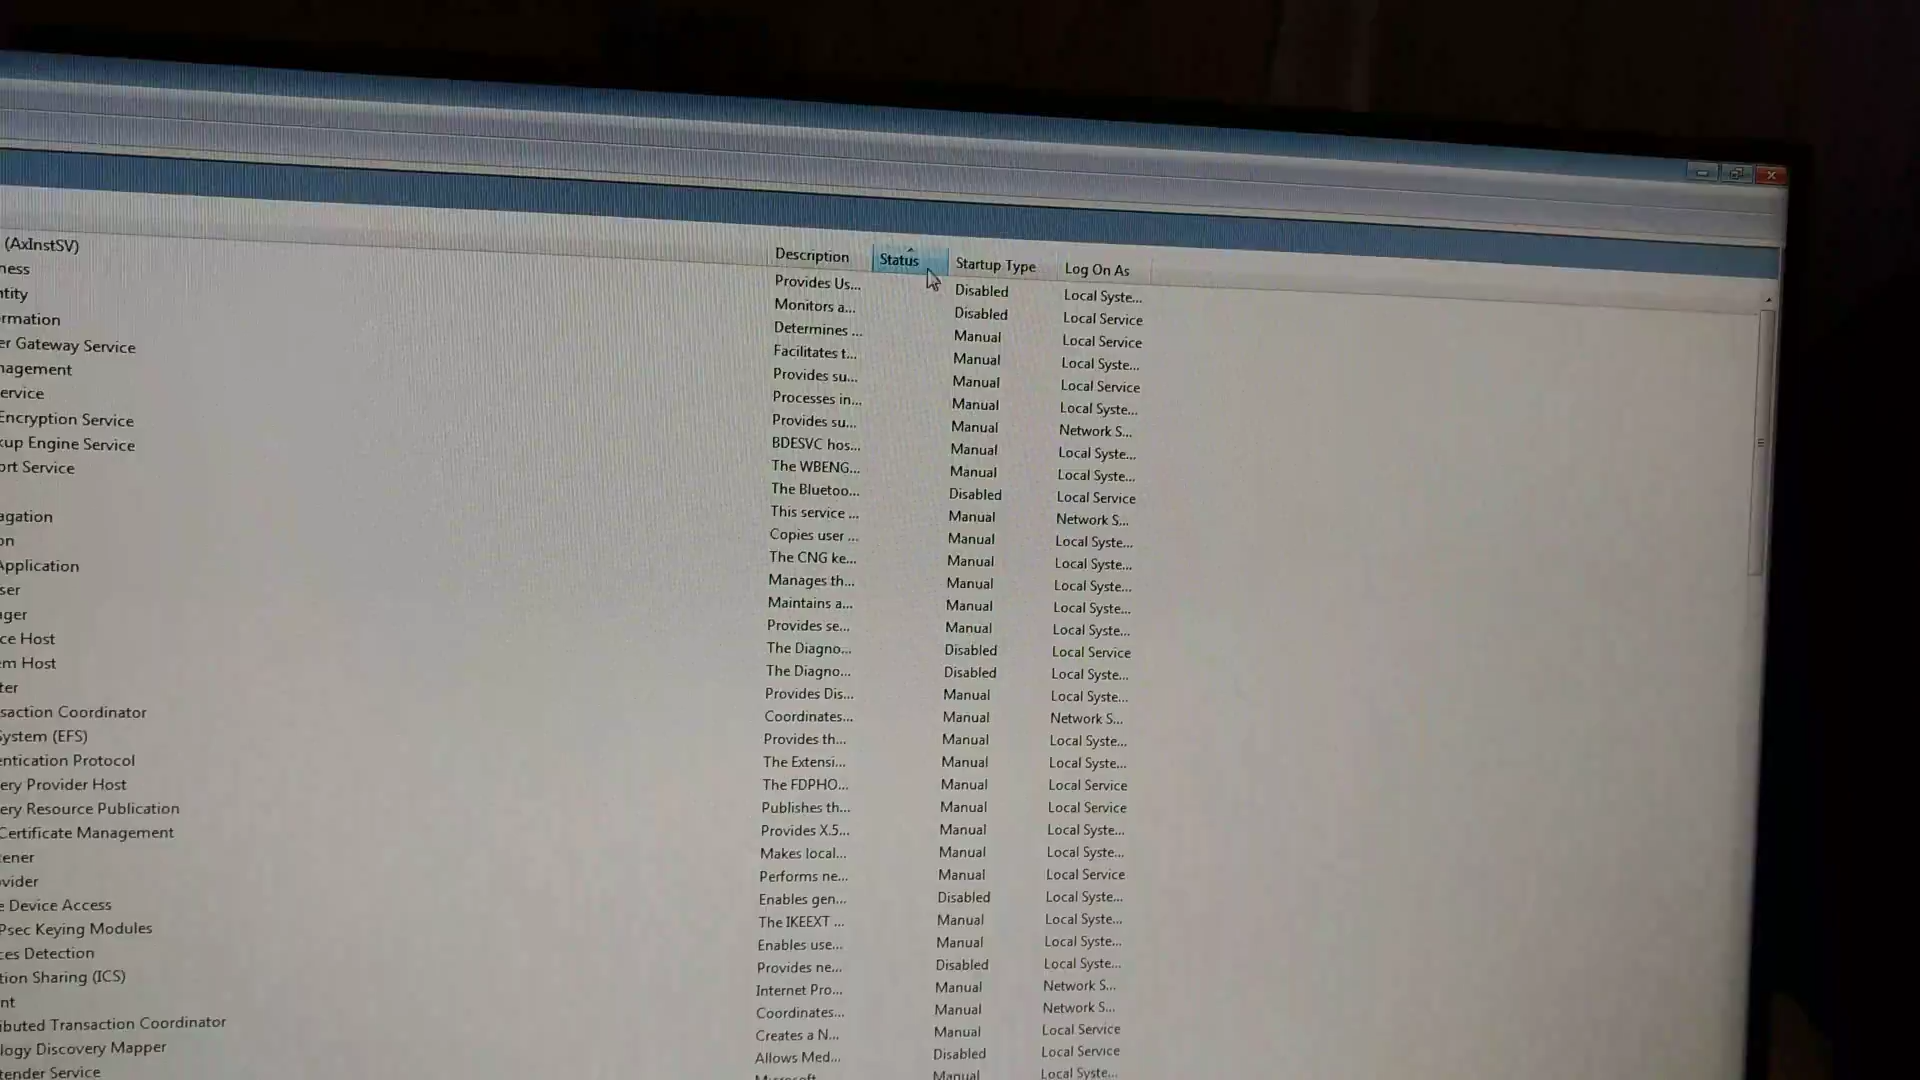 Description Status Startup Type Log On As
(AxInstSV) Provides Us... Disabled Local Syste...
ness Monitors a... Disabled Local Service
ntity Determines ... Manual Local Service
rmation Facilitates t... Manual Local Syste...
er Gateway Service Provides su... Manual Local Service
nagement Processes in... Manual Local Syste...
ervice Provides su... Manual Network S...
Encryption Service BDESVC hos... Manual Local Syste...
kup Engine Service The WBENG... Manual Local Syste...
ort Service The Bluetoo... Disabled Local Service
This service ... Manual Network S...
agation Copies user ... Manual Local Syste...
on The CNG ke... Manual Local Syste...
Application Manages th... Manual Local Syste...
ser Maintains a... Manual Local Syste...
ager Provides se... Manual Local Syste...
ce Host The Diagno... Disabled Local Service
em Host The Diagno... Disabled Local Syste...
ter Provides Dis... Manual Local Syste...
saction Coordinator Coordinates... Manual Network S...
System (EFS) Provides th... Manual Local Syste...
entication Protocol The Extensi... Manual Local Syste...
ery Provider Host The FDPHO... Manual Local Service
ery Resource Publication Publishes th... Manual Local Service
Certificate Management Provides X.5... Manual Local Syste...
tener Makes local... Manual Local Syste...
vider Performs ne... Manual Local Service
e Device Access Enables gen... Disabled Local Syste...
Psec Keying Modules The IKEEXT ... Manual Local Syste...
ces Detection Enables use... Manual Local Syste...
tion Sharing (ICS) Provides ne... Disabled Local Syste...
nt Internet Pro... Manual Network S...
ibuted Transaction Coordinator Coordinates... Manual Network S...
logy Discovery Mapper Creates a N... Manual Local Service
tender Service Allows Med... Disabled Local Service
Manual Local Syste...